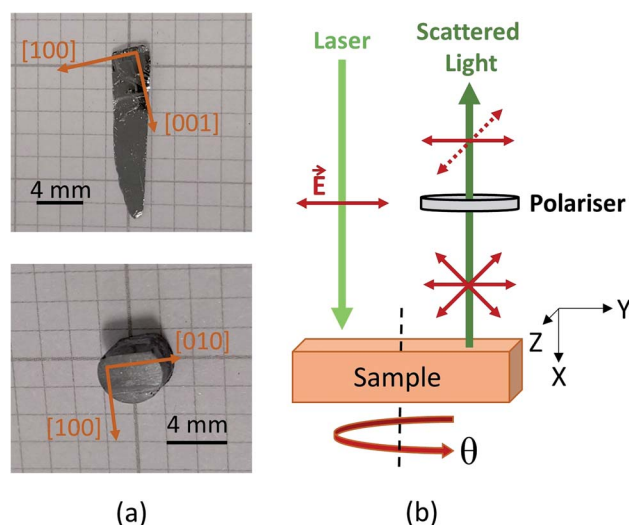 [100]
[001]
4 mm
[010]
[100]
4 mm
(a)
Laser
Scattered
Light
E
Polariser
Y
Z
X
Sample
θ
(b)